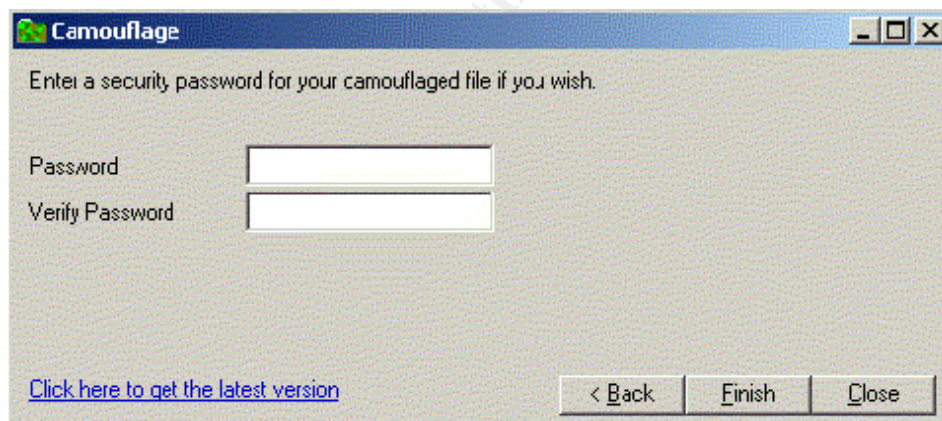 Camouflage
Enter a security password for your camouflaged file if you wish.
Password
Verify Password
Click here to get the latest version
< Back
Finish
Close